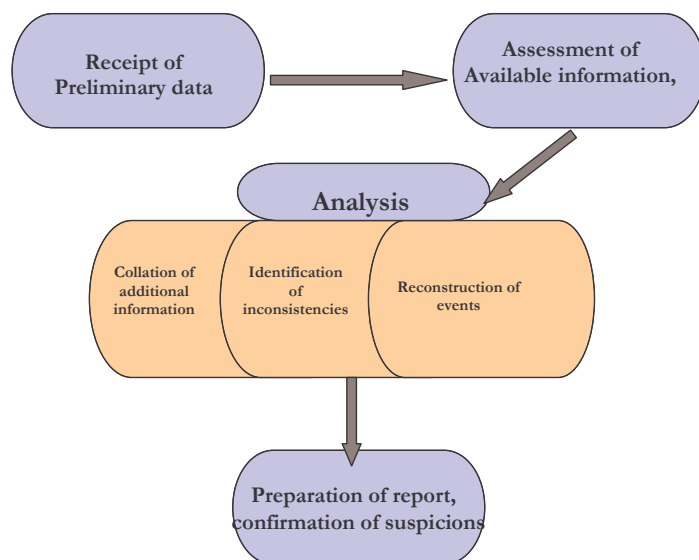 Receipt of
Preliminary data
Assessment of
Available information,
Analysis
Collation of
additional
information
Identification
of
inconsistencies
Reconstruction of
events
Preparation of report,
confirmation of suspicions